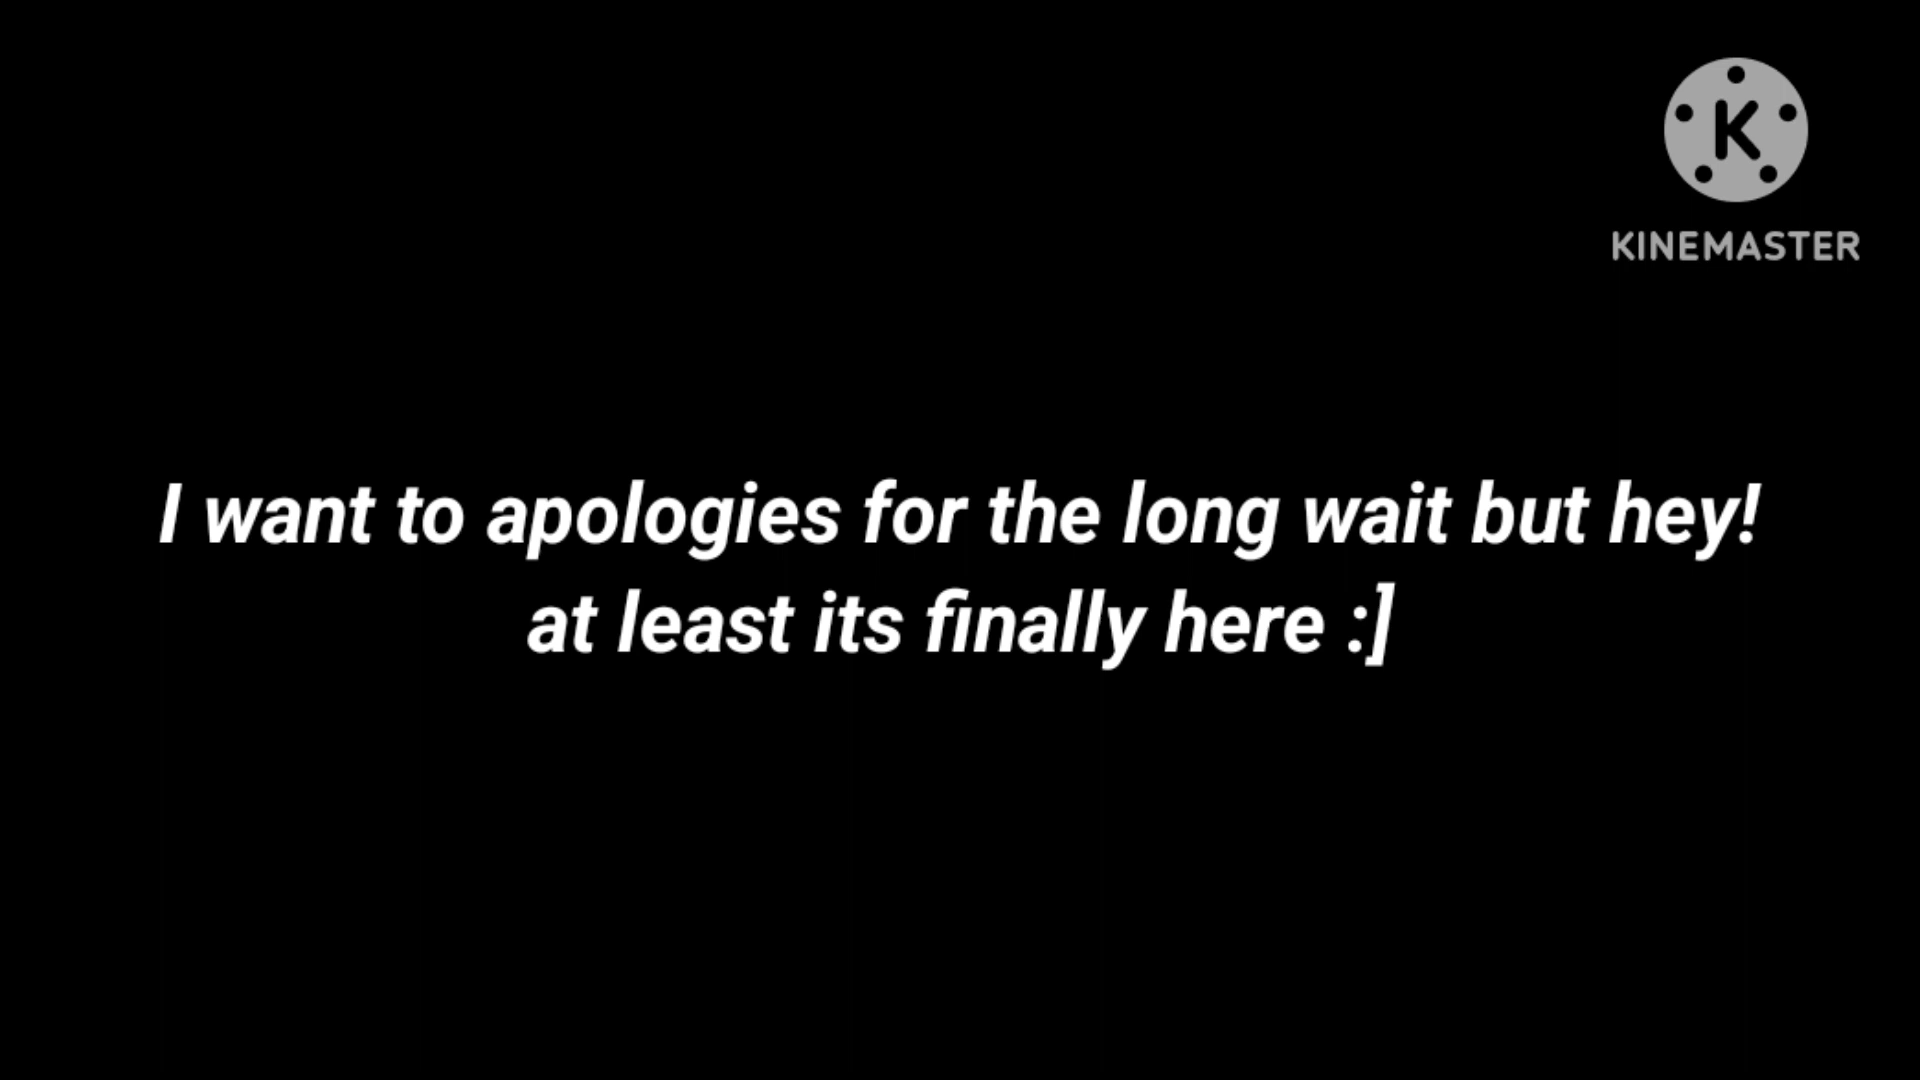 K
KINEMASTER
I want to apologies for the long wait but hey!
at least its finally here :]